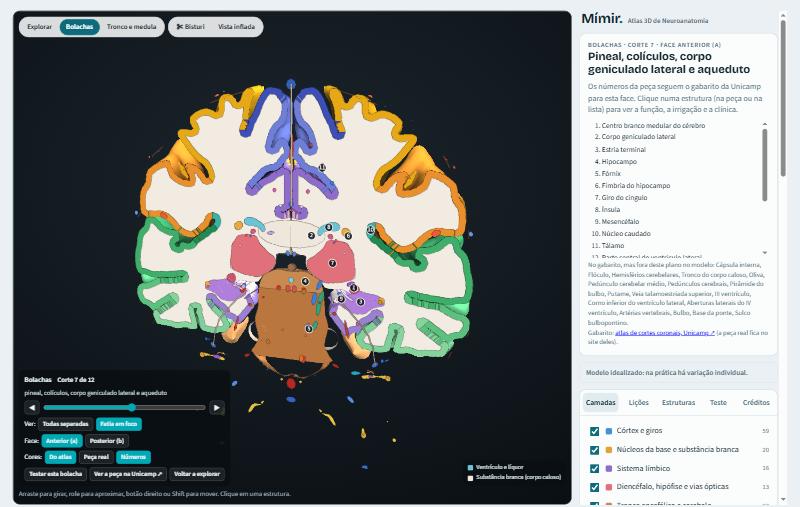 Explorar
Bolachas
Tronco e medula
Bisturi
Vista inflada
Mímir.
Atlas 3D de Neuroanatomia
BOLACHAS · CORTE 7 · FACE ANTERIOR (A)
Pineal, colículos, corpo
geniculado lateral e aqueduto
Os números da peça seguem o gabarito da Unicamp
para esta face. Clique numa estrutura (na peça ou na
lista) para ver a função, a irrigação e a clínica.
1. Centro branco medular do cérebro
2. Corpo geniculado lateral
3. Estria terminal
4. Hipocampo
5. Fórnix
6. Fímbria do hipocampo
7. Giro do cíngulo
8. Ínsula
9. Mesencéfalo
10. Núcleo caudado
11. Tálamo
12. Parte central do ventrículo lateral
No gabarito, mas fora deste plano no modelo: Cápsula interna,
Flóculo, Hemisférios cerebelares, Tronco do corpo caloso, Oliva,
Pedúnculo cerebelar médio, Pedúnculos cerebrais, Pirâmide do
bulbo, Putame, Veia talamoestriada superior, III ventrículo,
Corno inferior do ventrículo lateral, Aberturas laterais do IV
ventrículo, Artérias vertebrais, Bulbo, Base da ponte, Sulco
bulbopontino.
Gabarito: atlas de cortes coronais, Unicamp ↗ (a peça real fica no
site deles).
Modelo idealizado: na prática há variação individual.
Camadas
Lições
Estruturas
Teste
Créditos
Córtex e giros 59
Núcleos da base e substância branca 20
Sistema límbico 16
Diencéfalo, hipófise e vias ópticas 13
Bolachas Corte 7 de 12
pineal, colículos, corpo geniculado lateral e aqueduto
Ver: Todas separadas Fatia em foco
Face: Anterior (a) Posterior (b)
Cores: Do atlas Peça real Números
Testar esta bolacha Ver a peça na Unicamp ↗ Voltar a explorar
Ventrículo e líquor
Substância branca (corpo caloso)
Arraste para girar, role para aproximar, botão direito ou Shift para mover. Clique em uma estrutura.